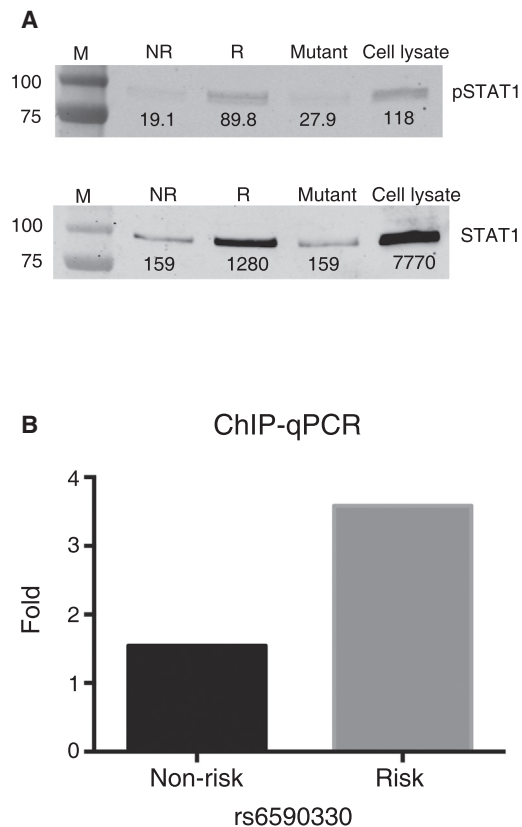 A
M NR R Mutant Cell lysate
100
pSTAT1
75
19.1 89.8 27.9 118
M NR R Mutant Cell lysate
100
STAT1
75
159 1280 159 7770
B
ChIP-qPCR
4
3
2
1
0
Fold
Non-risk Risk
rs6590330